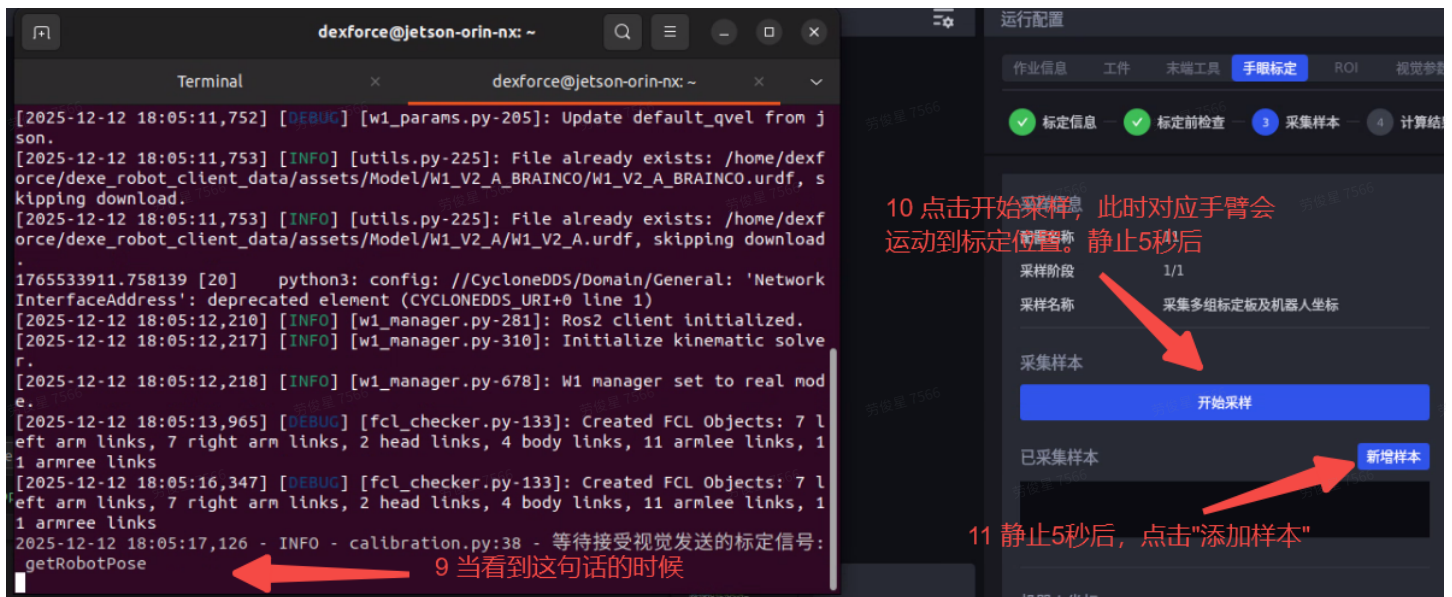 dexforce@jetson-orin-nx: ~
Terminal
dexforce@jetson-orin-nx: ~
[2025-12-12 18:05:11,752] [DEBUG] [w1_params.py-205]: Update default_qvel from j
son.
[2025-12-12 18:05:11,753] [INFO] [utils.py-225]: File already exists: /home/dexf
orce/dexe_robot_client_data/assets/Model/W1_V2_A_BRAINCO/W1_V2_A_BRAINCO.urdf, s
kipping download.
[2025-12-12 18:05:11,753] [INFO] [utils.py-225]: File already exists: /home/dexf
orce/dexe_robot_client_data/assets/Model/W1_V2_A/W1_V2_A.urdf, skipping download
.
1765533911.758139 [20]    python3: config: //CycloneDDS/Domain/General: 'Network
InterfaceAddress': deprecated element (CYCLONEDDS_URI+0 line 1)
[2025-12-12 18:05:12,210] [INFO] [w1_manager.py-281]: Ros2 client initialized.
[2025-12-12 18:05:12,217] [INFO] [w1_manager.py-310]: Initialize kinematic solve
r.
[2025-12-12 18:05:12,218] [INFO] [w1_manager.py-678]: W1 manager set to real mod
e.
[2025-12-12 18:05:13,965] [DEBUG] [fcl_checker.py-133]: Created FCL Objects: 7 l
eft arm links, 7 right arm links, 2 head links, 4 body links, 11 armlee links, 1
1 armree links
[2025-12-12 18:05:16,347] [DEBUG] [fcl_checker.py-133]: Created FCL Objects: 7 l
eft arm links, 7 right arm links, 2 head links, 4 body links, 11 armlee links, 1
1 armree links
2025-12-12 18:05:17,126 - INFO - calibration.py:38 - 等待接受视觉发送的标定信号:
getRobotPose
9 当看到这句话的时候
运行配置
作业信息 工件 末端工具 手眼标定 ROI 视觉参数
标定信息 标定前检查 3 采集样本 4 计算结果
采样信息
10 点击开始采样，此时对应手臂会
运动到标定位置。静止5秒后
配置名称
采样阶段 1/1
采样名称 采集多组标定板及机器人坐标
采集样本
开始采样
已采集样本 新增样本
11 静止5秒后，点击"添加样本"
劳俊星 7566